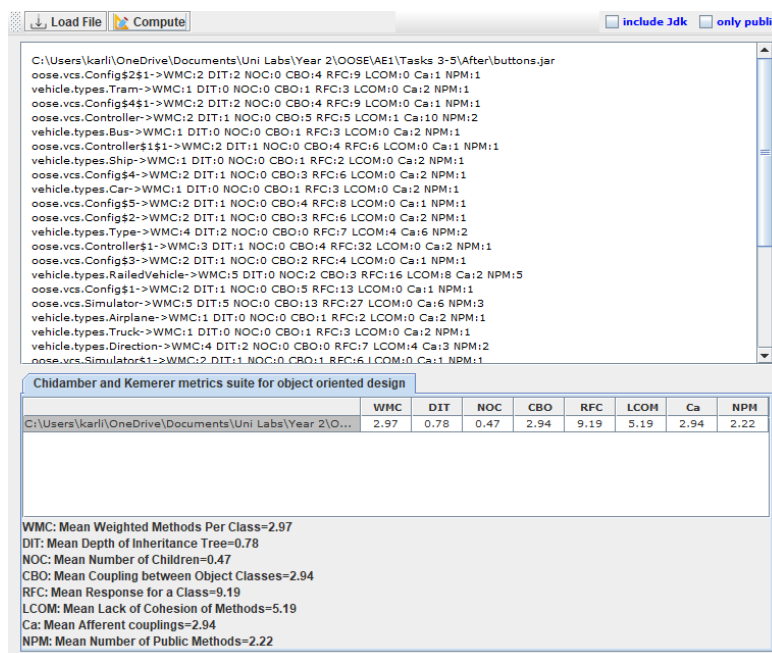 Load File Compute include Jdk only publi
C:\Users\karli\OneDrive\Documents\Uni Labs\Year 2\OOSE\AE1\Tasks 3-5\After\buttons.jar
oose.vcs.Config$2$1->WMC:2 DIT:2 NOC:0 CBO:4 RFC:9 LCOM:0 Ca:1 NPM:1
vehicle.types.Tram->WMC:1 DIT:0 NOC:0 CBO:1 RFC:3 LCOM:0 Ca:2 NPM:1
oose.vcs.Config$4$1->WMC:2 DIT:2 NOC:0 CBO:4 RFC:9 LCOM:0 Ca:1 NPM:1
oose.vcs.Controller->WMC:2 DIT:1 NOC:0 CBO:5 RFC:5 LCOM:1 Ca:10 NPM:2
vehicle.types.Bus->WMC:1 DIT:0 NOC:0 CBO:1 RFC:3 LCOM:0 Ca:2 NPM:1
oose.vcs.Controller$1$1->WMC:2 DIT:1 NOC:0 CBO:4 RFC:6 LCOM:0 Ca:1 NPM:1
vehicle.types.Ship->WMC:1 DIT:0 NOC:0 CBO:1 RFC:2 LCOM:0 Ca:2 NPM:1
oose.vcs.Config$4->WMC:2 DIT:1 NOC:0 CBO:3 RFC:6 LCOM:0 Ca:2 NPM:1
vehicle.types.Car->WMC:1 DIT:0 NOC:0 CBO:1 RFC:3 LCOM:0 Ca:2 NPM:1
oose.vcs.Config$5->WMC:2 DIT:1 NOC:0 CBO:4 RFC:8 LCOM:0 Ca:1 NPM:1
oose.vcs.Config$2->WMC:2 DIT:1 NOC:0 CBO:3 RFC:6 LCOM:0 Ca:2 NPM:1
vehicle.types.Type->WMC:4 DIT:2 NOC:0 CBO:0 RFC:7 LCOM:4 Ca:6 NPM:2
oose.vcs.Controller$1->WMC:3 DIT:1 NOC:0 CBO:4 RFC:32 LCOM:0 Ca:2 NPM:1
oose.vcs.Config$3->WMC:2 DIT:1 NOC:0 CBO:2 RFC:4 LCOM:0 Ca:1 NPM:1
vehicle.types.RailedVehicle->WMC:5 DIT:0 NOC:2 CBO:3 RFC:16 LCOM:8 Ca:2 NPM:5
oose.vcs.Config$1->WMC:2 DIT:1 NOC:0 CBO:5 RFC:13 LCOM:0 Ca:1 NPM:1
oose.vcs.Simulator->WMC:5 DIT:5 NOC:0 CBO:13 RFC:27 LCOM:0 Ca:6 NPM:3
vehicle.types.Airplane->WMC:1 DIT:0 NOC:0 CBO:1 RFC:2 LCOM:0 Ca:2 NPM:1
vehicle.types.Truck->WMC:1 DIT:0 NOC:0 CBO:1 RFC:3 LCOM:0 Ca:2 NPM:1
vehicle.types.Direction->WMC:4 DIT:2 NOC:0 CBO:0 RFC:7 LCOM:4 Ca:3 NPM:2
oose.vcs.Simulator$1->WMC:2 DIT:1 NOC:0 CBO:1 RFC:6 LCOM:0 Ca:1 NPM:1
Chidamber and Kemerer metrics suite for object oriented design
WMC DIT NOC CBO RFC LCOM Ca NPM
C:\Users\karli\OneDrive\Documents\Uni Labs\Year 2\O... 2.97 0.78 0.47 2.94 9.19 5.19 2.94 2.22
WMC: Mean Weighted Methods Per Class=2.97
DIT: Mean Depth of Inheritance Tree=0.78
NOC: Mean Number of Children=0.47
CBO: Mean Coupling between Object Classes=2.94
RFC: Mean Response for a Class=9.19
LCOM: Mean Lack of Cohesion of Methods=5.19
Ca: Mean Afferent couplings=2.94
NPM: Mean Number of Public Methods=2.22